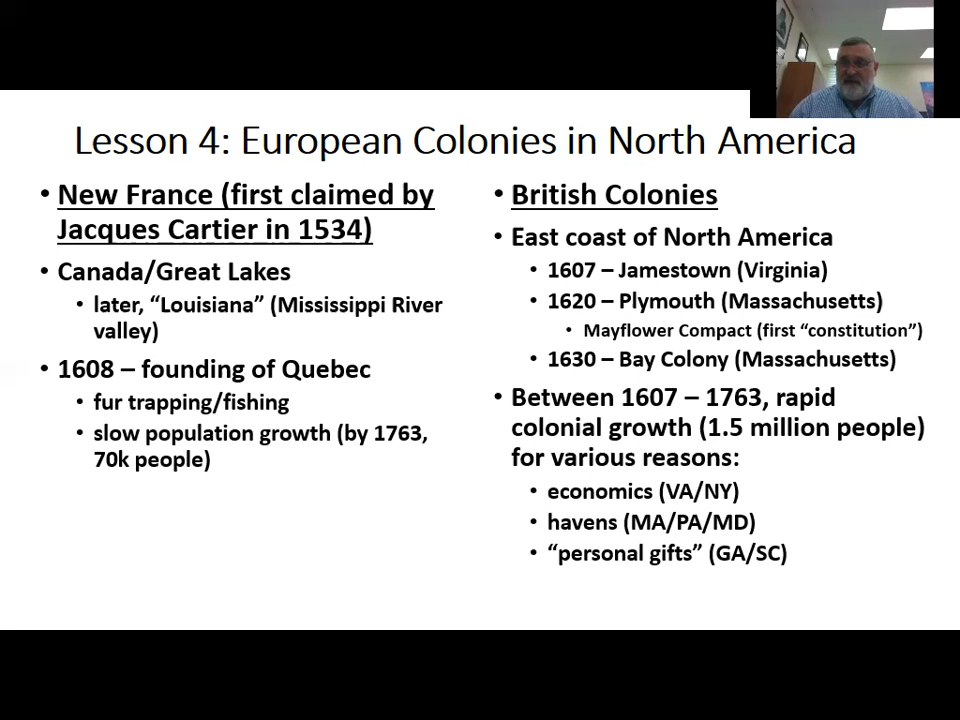 Lesson 4: European Colonies in North America
• New France (first claimed by
Jacques Cartier in 1534)
• Canada/Great Lakes
• later, “Louisiana” (Mississippi River
valley)
• 1608 – founding of Quebec
• fur trapping/fishing
• slow population growth (by 1763,
70k people)
• British Colonies
• East coast of North America
• 1607 – Jamestown (Virginia)
• 1620 – Plymouth (Massachusetts)
• Mayflower Compact (first “constitution”)
• 1630 – Bay Colony (Massachusetts)
• Between 1607 – 1763, rapid
colonial growth (1.5 million people)
for various reasons:
• economics (VA/NY)
• havens (MA/PA/MD)
• “personal gifts” (GA/SC)